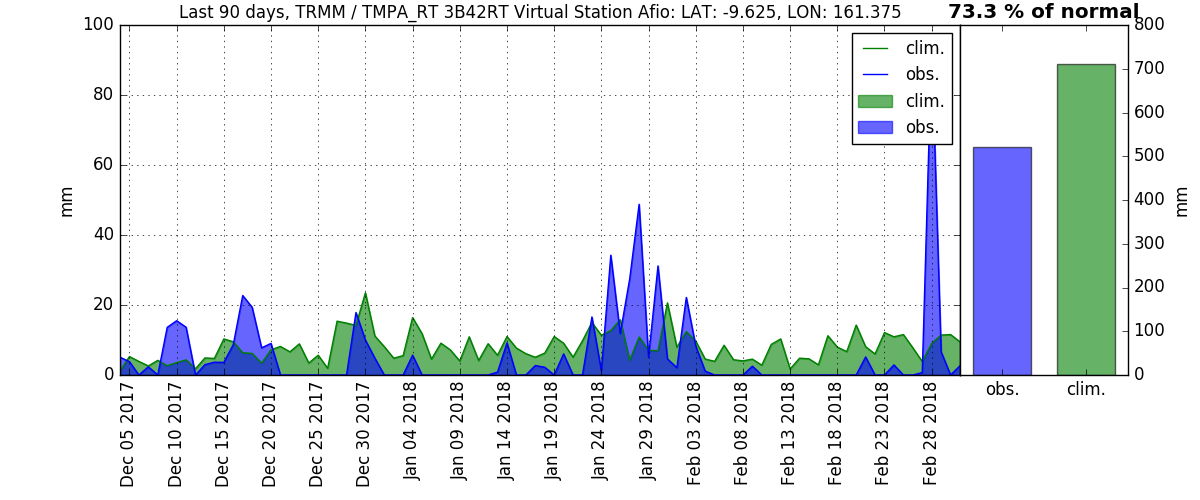 Last 90 days, TRMM / TMPA_RT 3B42RT Virtual Station Afio: LAT: -9.625, LON: 161.375
73.3 % of normal
100
80
60
40
20
0
mm
clim.
obs.
clim.
obs.
800
700
600
500
400
300
200
100
0
mm
Dec 05 2017
Dec 10 2017
Dec 15 2017
Dec 20 2017
Dec 25 2017
Dec 30 2017
Jan 04 2018
Jan 09 2018
Jan 14 2018
Jan 19 2018
Jan 24 2018
Jan 29 2018
Feb 03 2018
Feb 08 2018
Feb 13 2018
Feb 18 2018
Feb 23 2018
Feb 28 2018
obs.
clim.